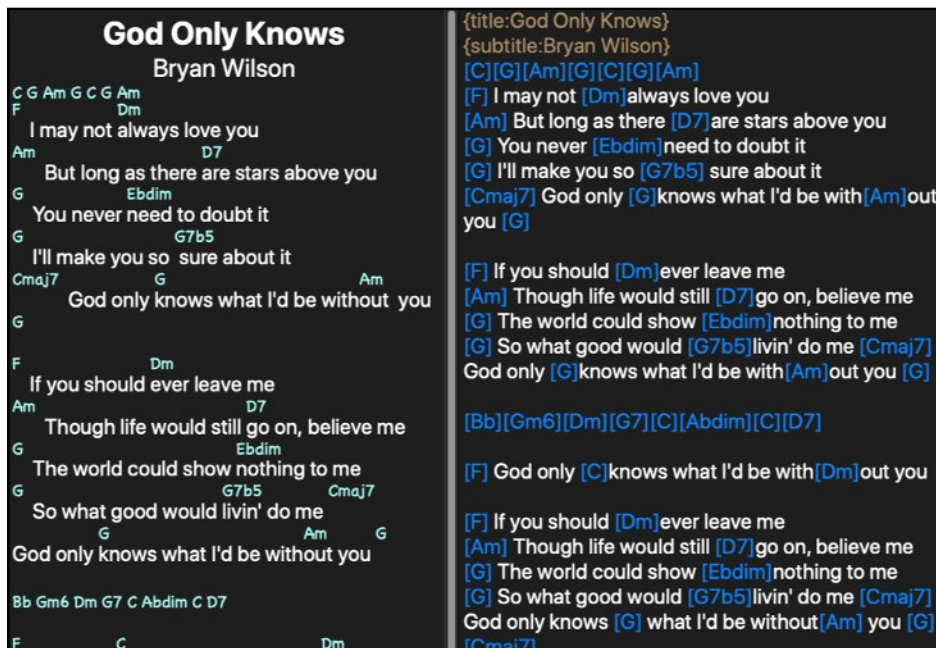 God Only Knows
Bryan Wilson
C G Am G C G Am
F Dm
I may not always love you
Am D7
But long as there are stars above you
G Ebdim
You never need to doubt it
G G7b5
I'll make you so sure about it
Cmaj7 G Am
God only knows what I'd be without you
G
F Dm
If you should ever leave me
Am D7
Though life would still go on, believe me
G Ebdim
The world could show nothing to me
G G7b5 Cmaj7
So what good would livin' do me
G Am G
God only knows what I'd be without you
Bb Gm6 Dm G7 C Abdim C D7
F C Dm
{title:God Only Knows}
{subtitle:Bryan Wilson}
[C][G][Am][G][C][G][Am]
[F] I may not [Dm]always love you
[Am] But long as there [D7]are stars above you
[G] You never [Ebdim]need to doubt it
[G] I'll make you so [G7b5] sure about it
[Cmaj7] God only [G]knows what I'd be with[Am]out
you [G]
[F] If you should [Dm]ever leave me
[Am] Though life would still [D7]go on, believe me
[G] The world could show [Ebdim]nothing to me
[G] So what good would [G7b5]livin' do me [Cmaj7]
God only [G]knows what I'd be with[Am]out you [G]
[Bb][Gm6][Dm][G7][C][Abdim][C][D7]
[F] God only [C]knows what I'd be with[Dm]out you
[F] If you should [Dm]ever leave me
[Am] Though life would still [D7]go on, believe me
[G] The world could show [Ebdim]nothing to me
[G] So what good would [G7b5]livin' do me [Cmaj7]
God only knows [G] what I'd be without[Am] you [G]
[Cmaj7]